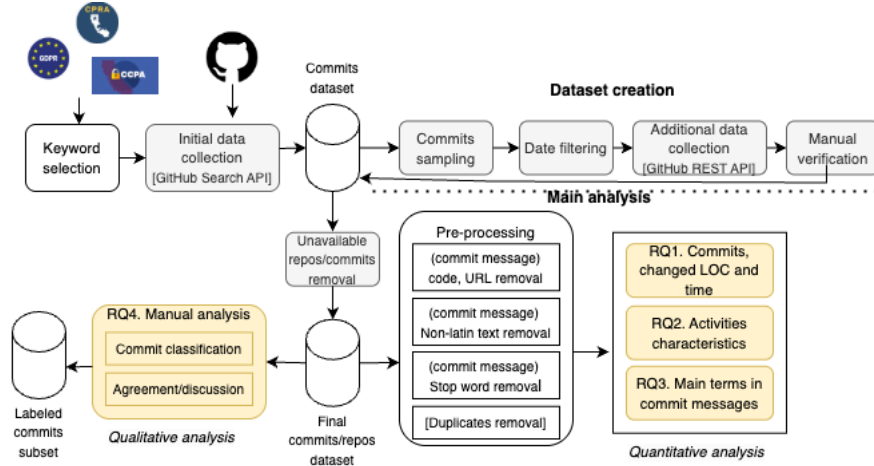 CPRA
GDPR
CCPA
Commits
dataset
Dataset creation
Keyword
selection
Initial data
collection
[GitHub Search API]
Commits
sampling
Date filtering
Additional data
collection
[GitHub REST API]
Manual
verification
Main analysis
Unavailable
repos/commits
removal
Pre-processing
(commit message)
code, URL removal
(commit message)
Non-latin text removal
(commit message)
Stop word removal
[Duplicates removal]
RQ1. Commits,
changed LOC and
time
RQ2. Activities
characteristics
RQ3. Main terms in
commit messages
Quantitative analysis
RQ4. Manual analysis
Commit classification
Agreement/discussion
Qualitative analysis
Labeled
commits
subset
Final
commits/repos
dataset